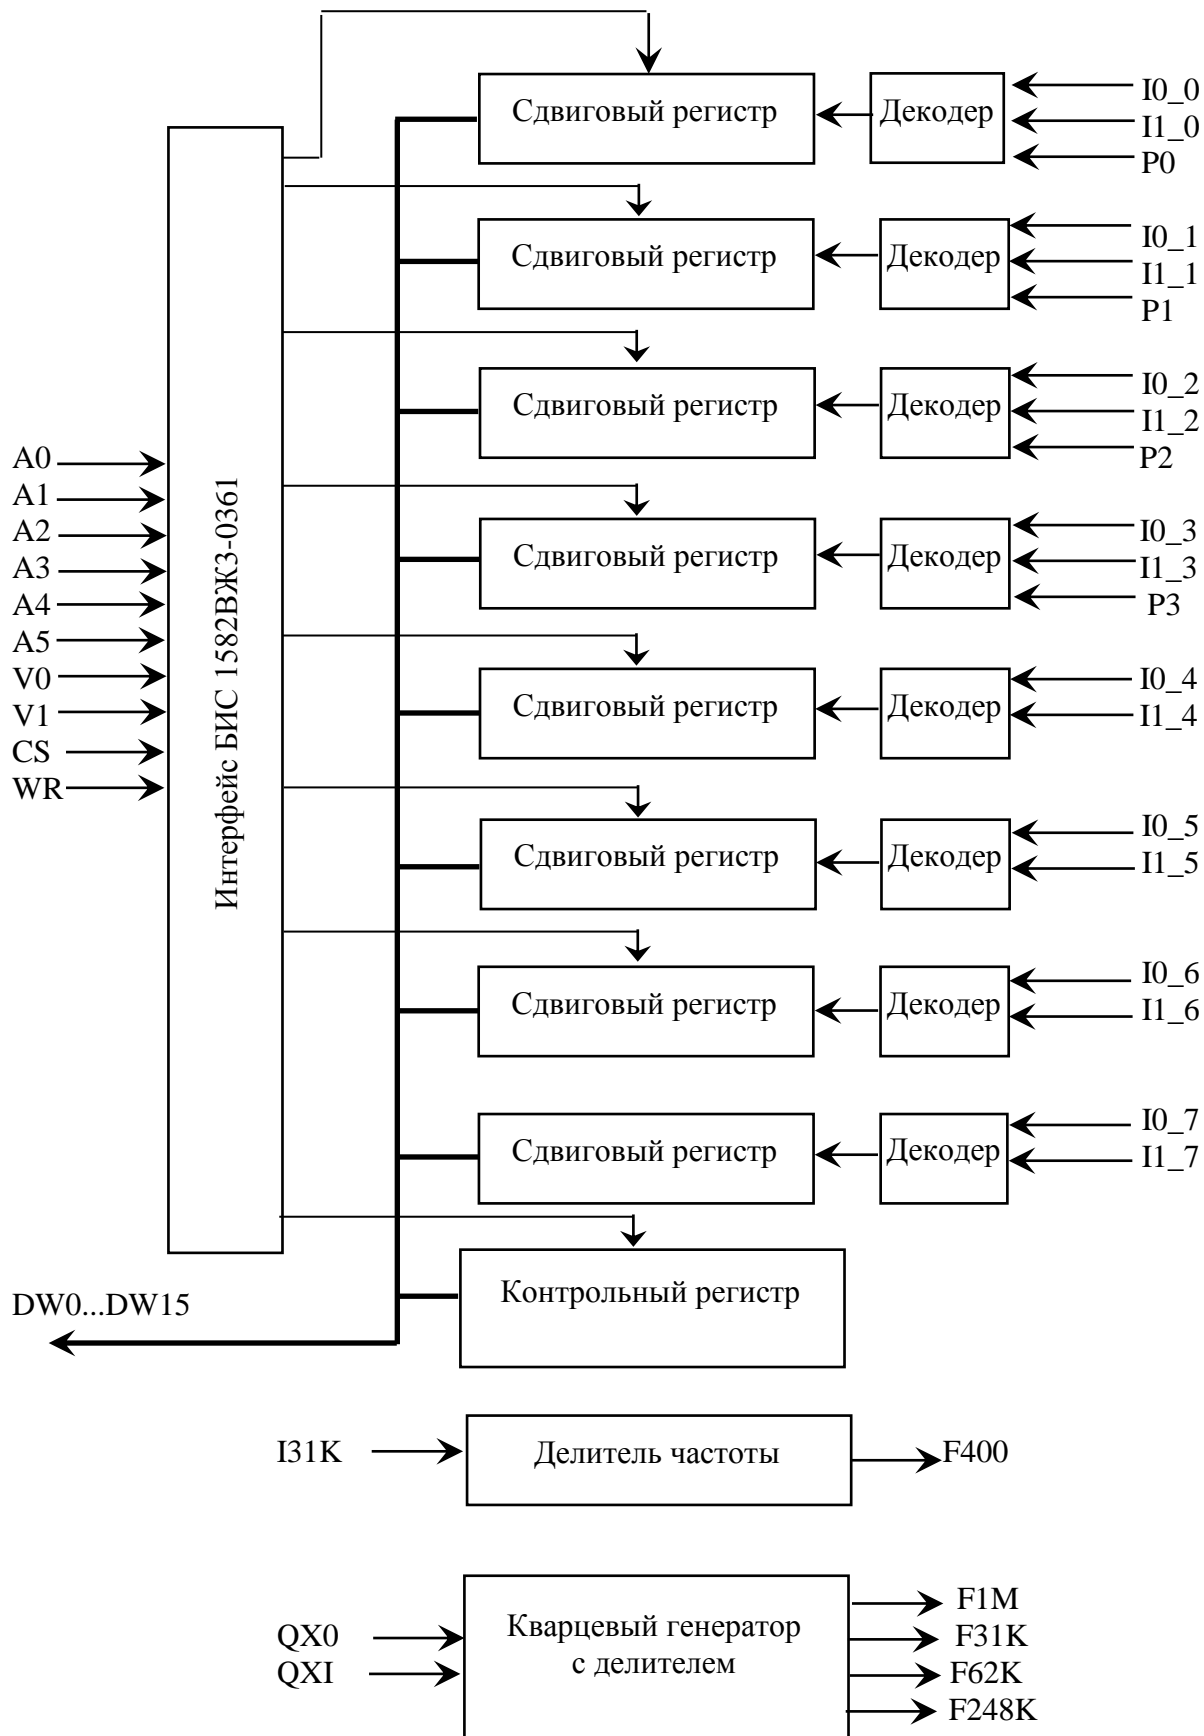 Сдвиговый регистр
Декодер
I0_0
I1_0
P0
Сдвиговый регистр
Декодер
I0_1
I1_1
P1
Сдвиговый регистр
Декодер
I0_2
I1_2
P2
A0
A1
A2
A3
A4
A5
V0
V1
CS
WR
Интерфейс БИС 1582ВЖ3-0361
Сдвиговый регистр
Декодер
I0_3
I1_3
P3
Сдвиговый регистр
Декодер
I0_4
I1_4
Сдвиговый регистр
Декодер
I0_5
I1_5
Сдвиговый регистр
Декодер
I0_6
I1_6
Сдвиговый регистр
Декодер
I0_7
I1_7
Контрольный регистр
DW0...DW15
I31K
Делитель частоты
F400
QX0
QXI
Кварцевый генератор
с делителем
F1M
F31K
F62K
F248K